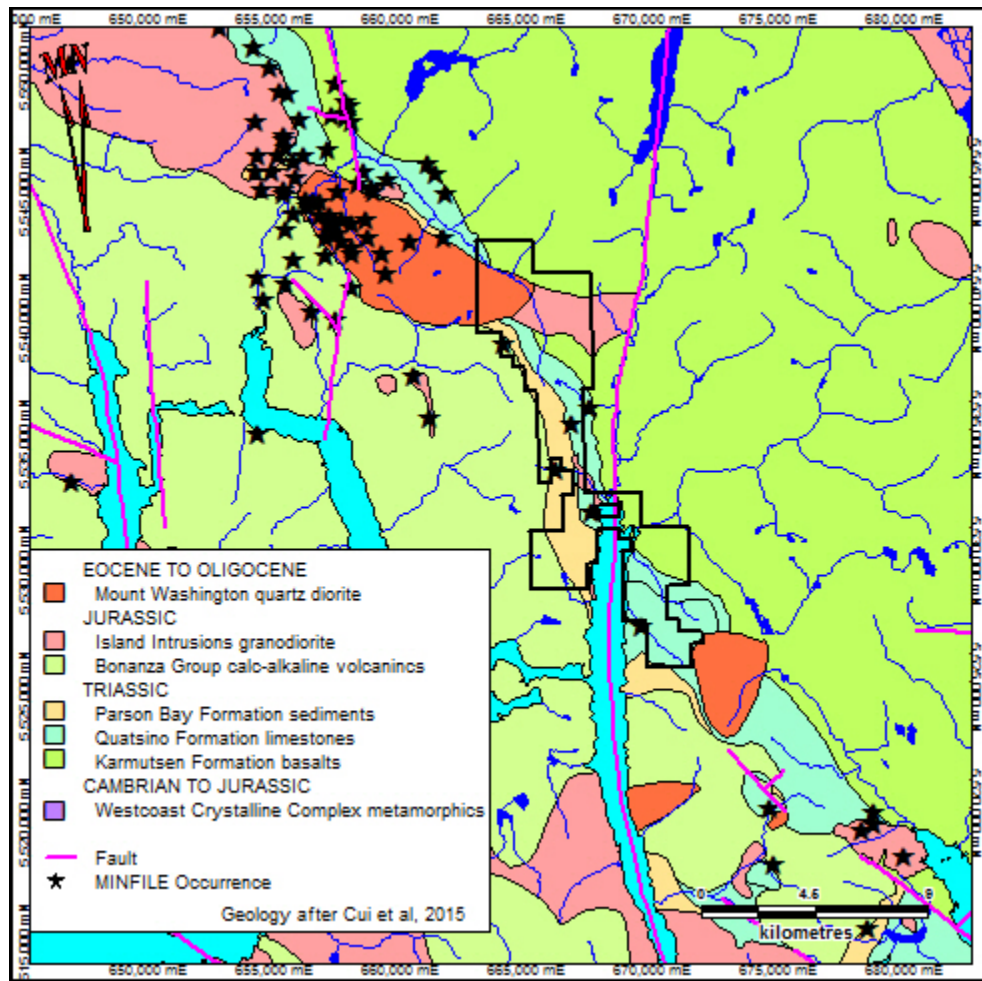 000 mE 650,000 mE 655,000 mE 660,000 mE 665,000 mE 670,000 mE 675,000 mE 680,000 mE
MN
EOCENE TO OLIGOCENE
Mount Washington quartz diorite
JURASSIC
Island Intrusions granodiorite
Bonanza Group calc-alkaline volcanincs
TRIASSIC
Parson Bay Formation sediments
Quatsino Formation limestones
Karmutsen Formation basalts
CAMBRIAN TO JURASSIC
Westcoast Crystalline Complex metamorphics
Fault
MINFILE Occurrence
Geology after Cui et al, 2015
0 4.5 9
kilometres
650,000 mE 655,000 mE 660,000 mE 665,000 mE 670,000 mE 675,000 mE 680,000 mE